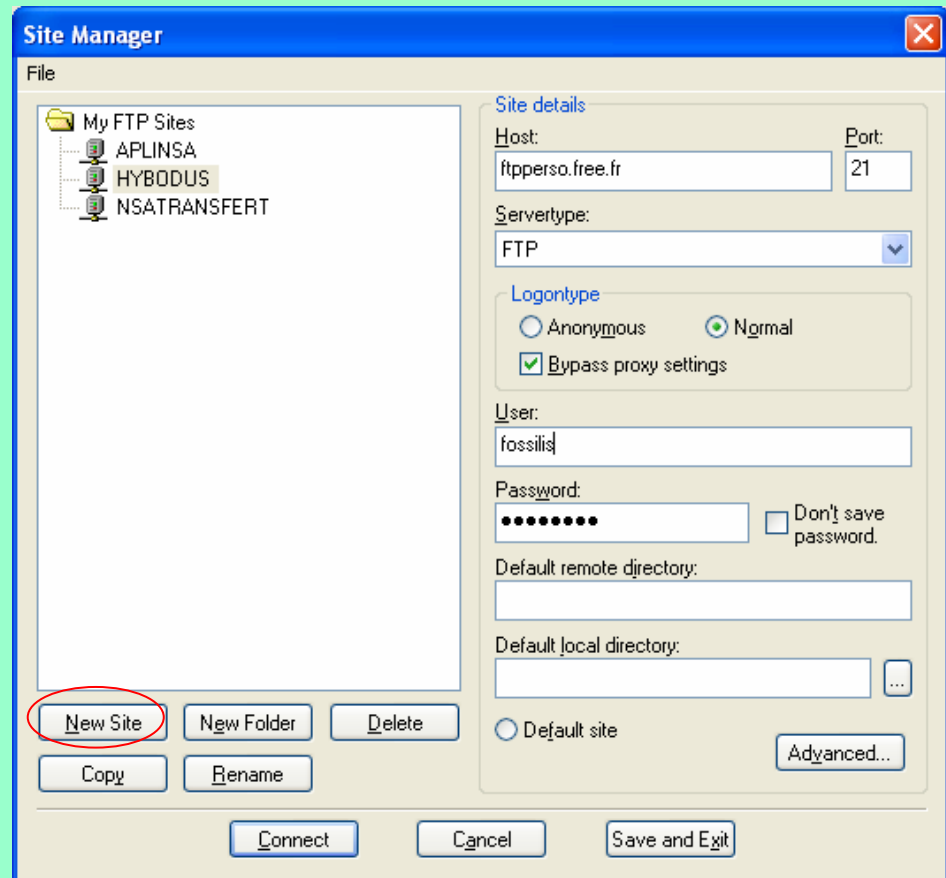 Site Manager
File
My FTP Sites
APLINSA
HYBODUS
NSATRANSFERT
New Site
New Folder
Delete
Copy
Rename
Site details
Host:
Port:
ftpperso.free.fr
21
Servertype:
FTP
Logontype
Anonymous
Normal
Bypass proxy settings
User:
fossilis
Password:
••••••••
Don't save
password.
Default remote directory:
Default local directory:
...
Default site
Advanced...
Connect
Cancel
Save and Exit